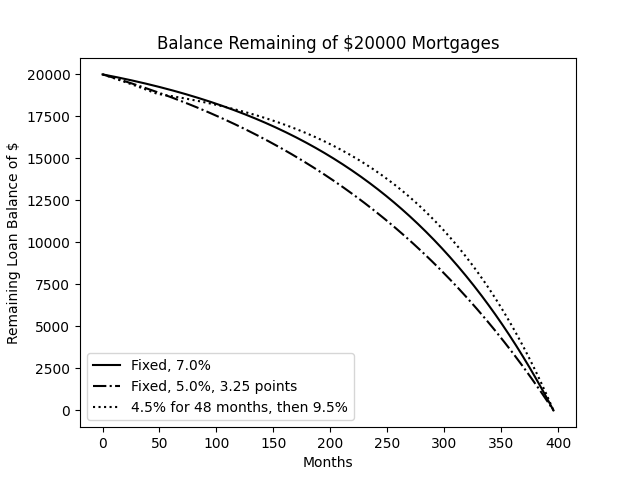 Balance Remaining of $20000 Mortgages
Remaining Loan Balance of $
20000
17500
15000
12500
10000
7500
5000
2500
0
Fixed, 7.0%
Fixed, 5.0%, 3.25 points
4.5% for 48 months, then 9.5%
0 50 100 150 200 250 300 350 400
Months